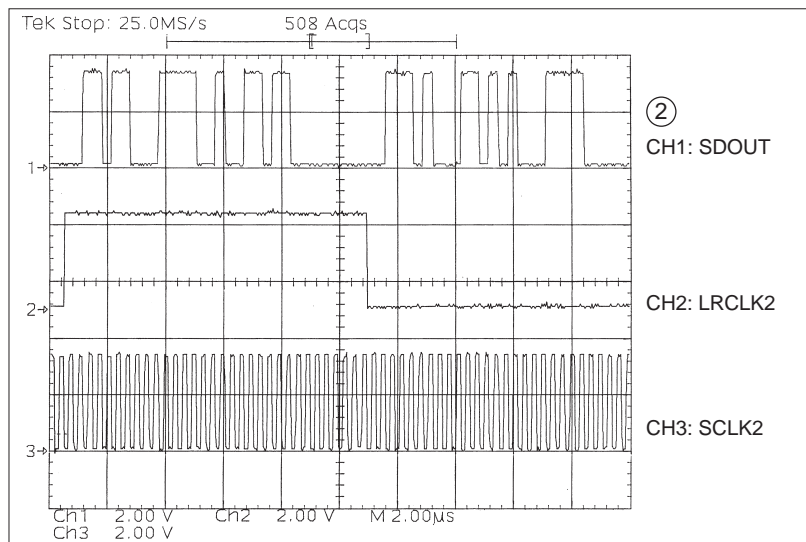 Tek Stop: 25.0MS/s 508 Acqs
②
CH1: SDOUT
1
CH2: LRCLK2
2
CH3: SCLK2
3
Ch1 2.00 V Ch2 2.00 V M 2.00µs
Ch3 2.00 V